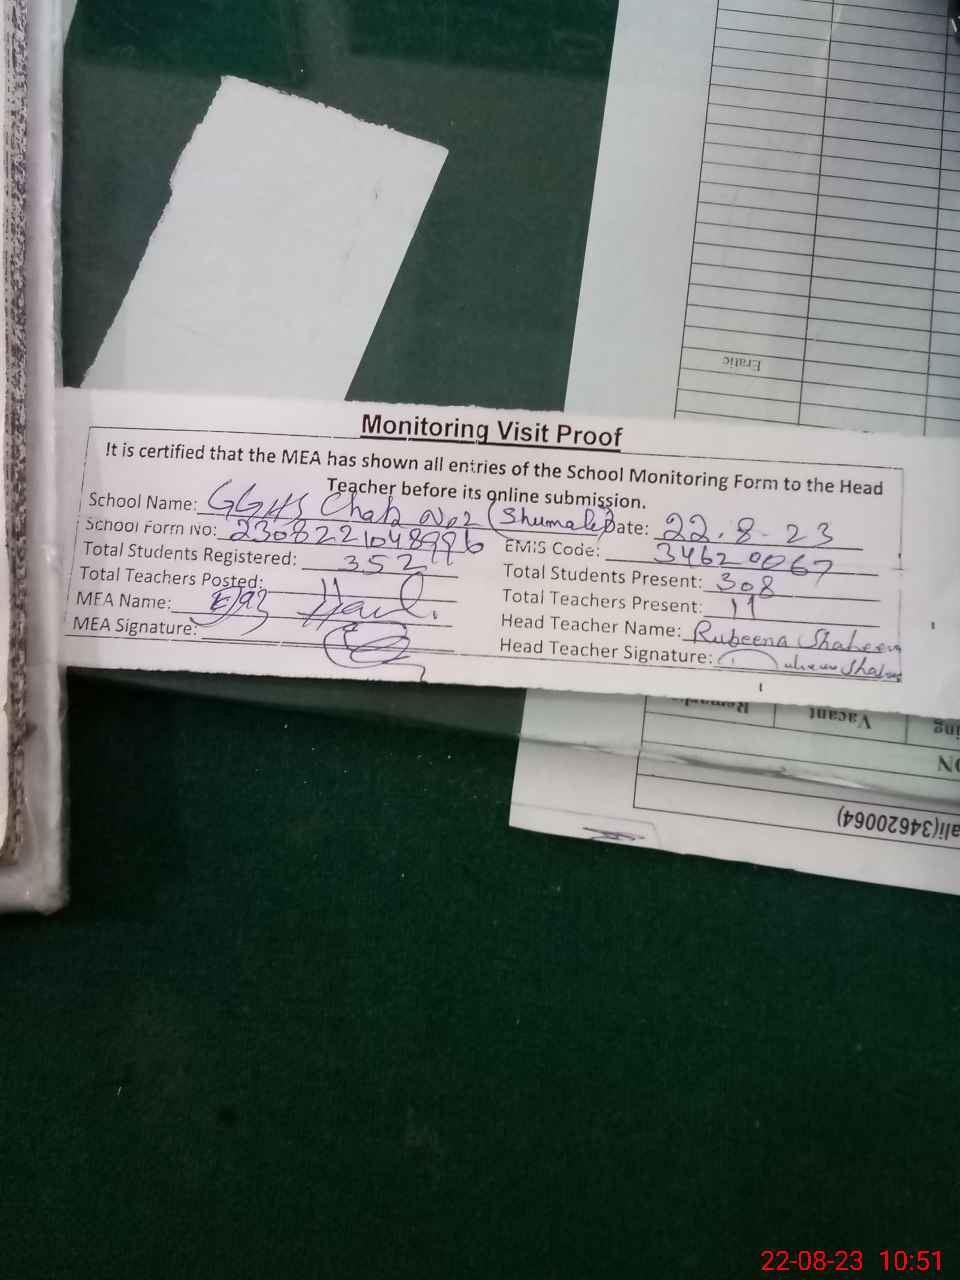 Eratic
Monitoring Visit Proof
It is certified that the MEA has shown all entries of the School Monitoring Form to the Head
Teacher before its online submission.
School Name: GGHS Chak No 2 (Shumali) Date: 22.8-23
School Form No: EMIS Code: 34620067
Total Students Registered: 352 Total Students Present: 308
Total Teachers Posted: Total Teachers Present: 11
MEA Name: Ejaz Head Teacher Name: Rubeena Shaheen
MEA Signature: Head Teacher Signature:
Remarks Vacant
ali(34620064)
22-08-23 10:51